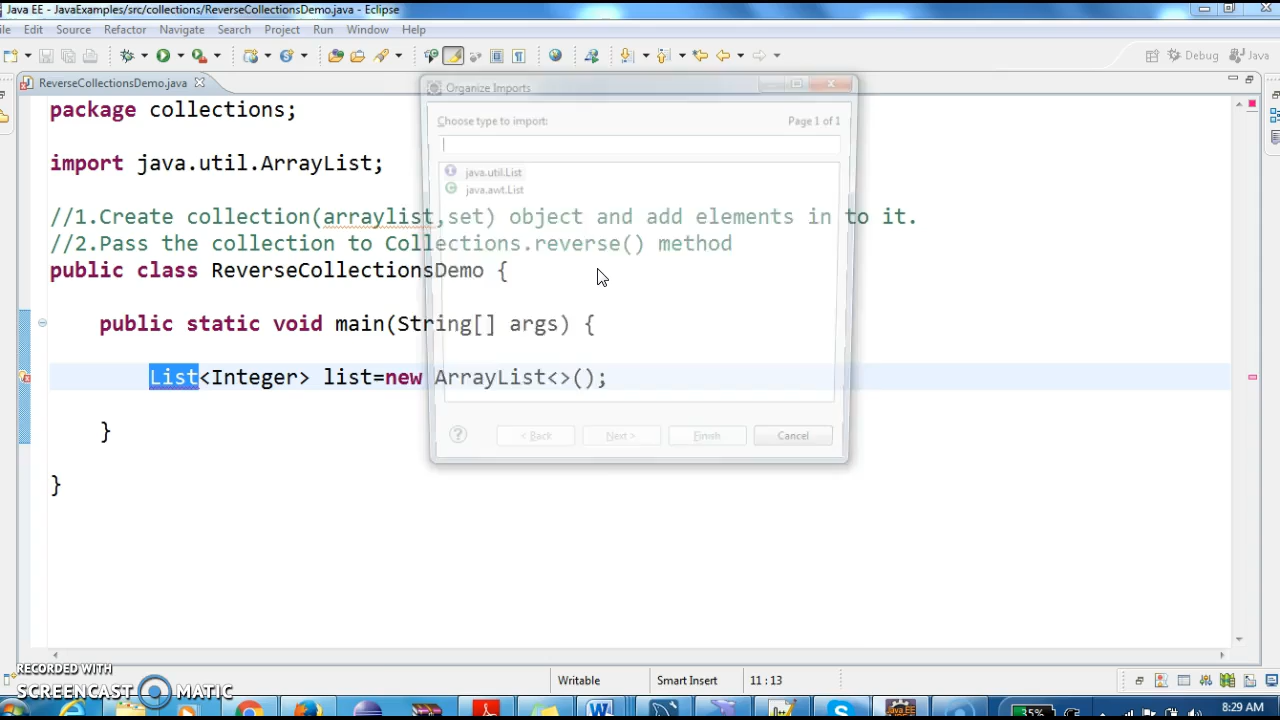 Java EE - JavaExamples/src/collections/ReverseCollectionsDemo.java - Eclipse
Edit Source Refactor Navigate Search Project Run Window Help
Debug Java
ReverseCollectionsDemo.java
package collections;
import java.util.ArrayList;
//1.Create collection(arraylist,set) object and add elements in to it.
//2.Pass the collection to Collections.reverse() method
public class ReverseCollectionsDemo {
public static void main(String[] args) {
List<Integer> list=new ArrayList<>();
}
}
Organize Imports
Choose type to import: Page 1 of 1
java.util.List
java.awt.List
< Back Next > Finish Cancel
Writable Smart Insert 11 : 13
RECORDED WITH
SCREENCAST MATIC
35% 8:29 AM